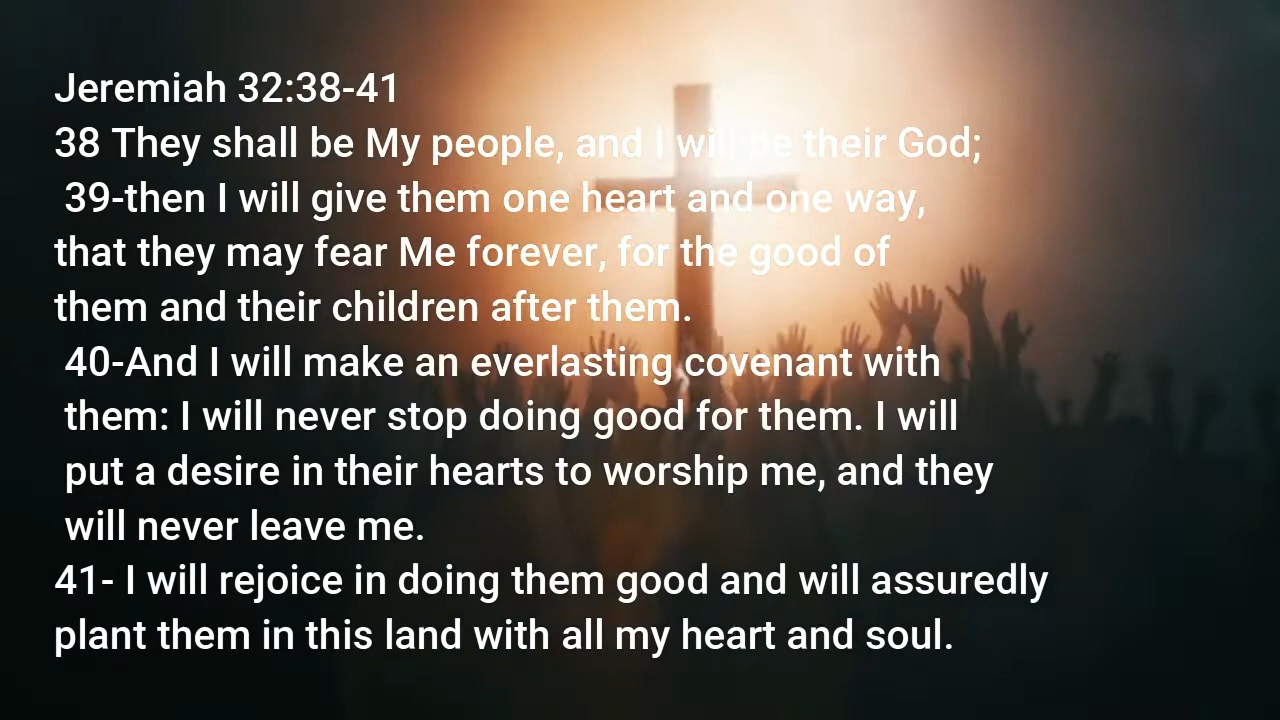 Jeremiah 32:38-41
38 They shall be My people, and I will be their God;
39-then I will give them one heart and one way,
that they may fear Me forever, for the good of
them and their children after them.
40-And I will make an everlasting covenant with
them: I will never stop doing good for them. I will
put a desire in their hearts to worship me, and they
will never leave me.
41- I will rejoice in doing them good and will assuredly
plant them in this land with all my heart and soul.